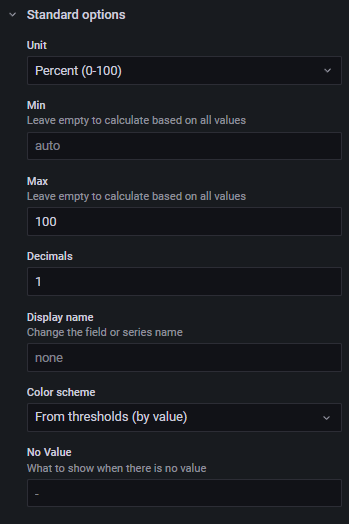 Standard options
Unit
Percent (0-100)
Min
Leave empty to calculate based on all values
auto
Max
Leave empty to calculate based on all values
100
Decimals
1
Display name
Change the field or series name
none
Color scheme
From thresholds (by value)
No Value
What to show when there is no value
-